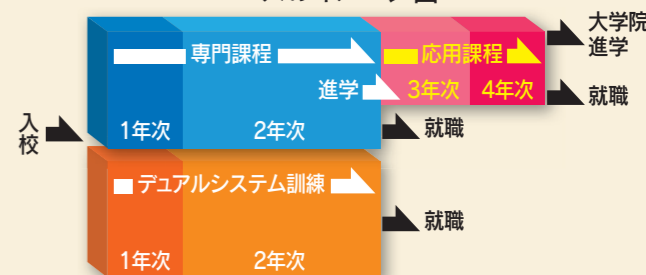 専門課程
応用課程
大学院
進学
進学
3年次
4年次
就職
入校
1年次
2年次
就職
デュアルシステム訓練
就職
1年次
2年次